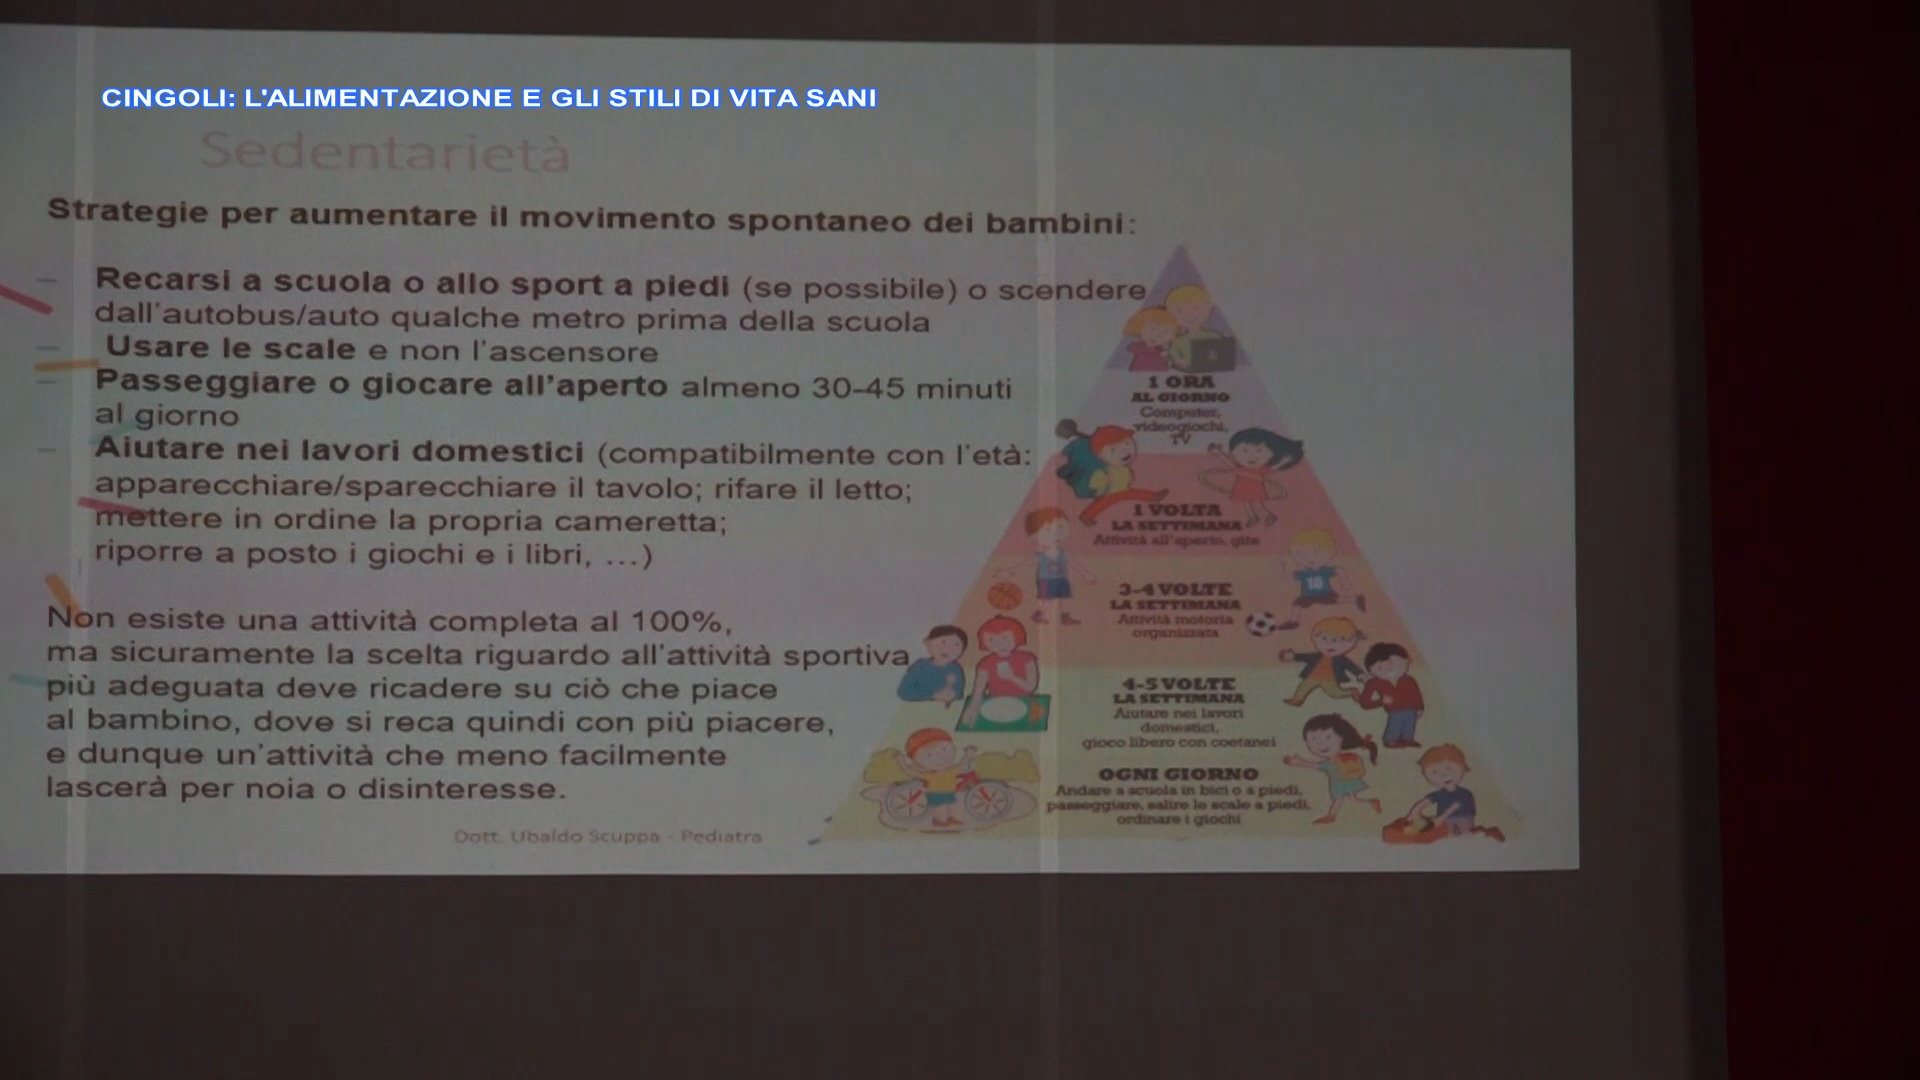 CINGOLI: L'ALIMENTAZIONE E GLI STILI DI VITA SANI
Sedentarietà
Strategie per aumentare il movimento spontaneo dei bambini:
– Recarsi a scuola o allo sport a piedi (se possibile) o scendere
dall'autobus/auto qualche metro prima della scuola
– Usare le scale e non l'ascensore
– Passeggiare o giocare all'aperto almeno 30-45 minuti
al giorno
– Aiutare nei lavori domestici (compatibilmente con l'età:
apparecchiare/sparecchiare il tavolo; rifare il letto;
mettere in ordine la propria cameretta;
riporre a posto i giochi e i libri, ...)
Non esiste una attività completa al 100%,
ma sicuramente la scelta riguardo all'attività sportiva
più adeguata deve ricadere su ciò che piace
al bambino, dove si reca quindi con più piacere,
e dunque un'attività che meno facilmente
lascerà per noia o disinteresse.
Dott. Ubaldo Scuppa - Pediatra
1 ORA
AL GIORNO
Computer,
videogiochi,
TV
1 VOLTA
LA SETTIMANA
Attività all'aperto, gite
10
3-4 VOLTE
LA SETTIMANA
Attività motoria
organizzata
4-5 VOLTE
LA SETTIMANA
Aiutare nei lavori
domestici,
gioco libero con coetanei
OGNI GIORNO
Andare a scuola in bici o a piedi,
passeggiare, salire le scale a piedi,
ordinare i giochi